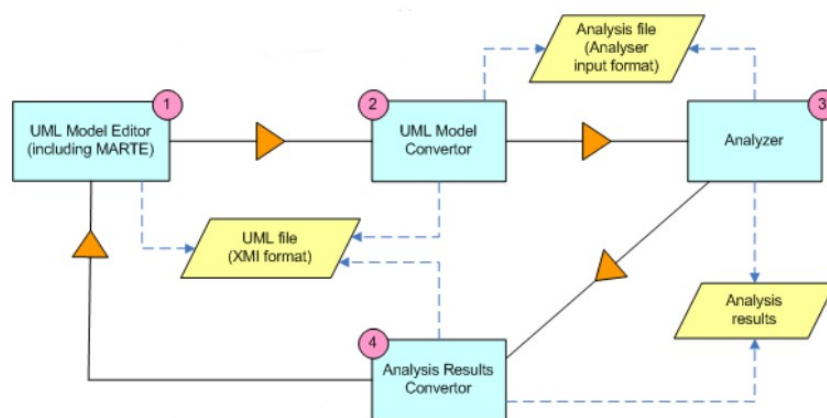 Analysis file
(Analyser
input format)
1
2
3
UML Model Editor
(including MARTE)
UML Model
Convertor
Analyzer
UML file
(XMI format)
Analysis
results
4
Analysis Results
Convertor